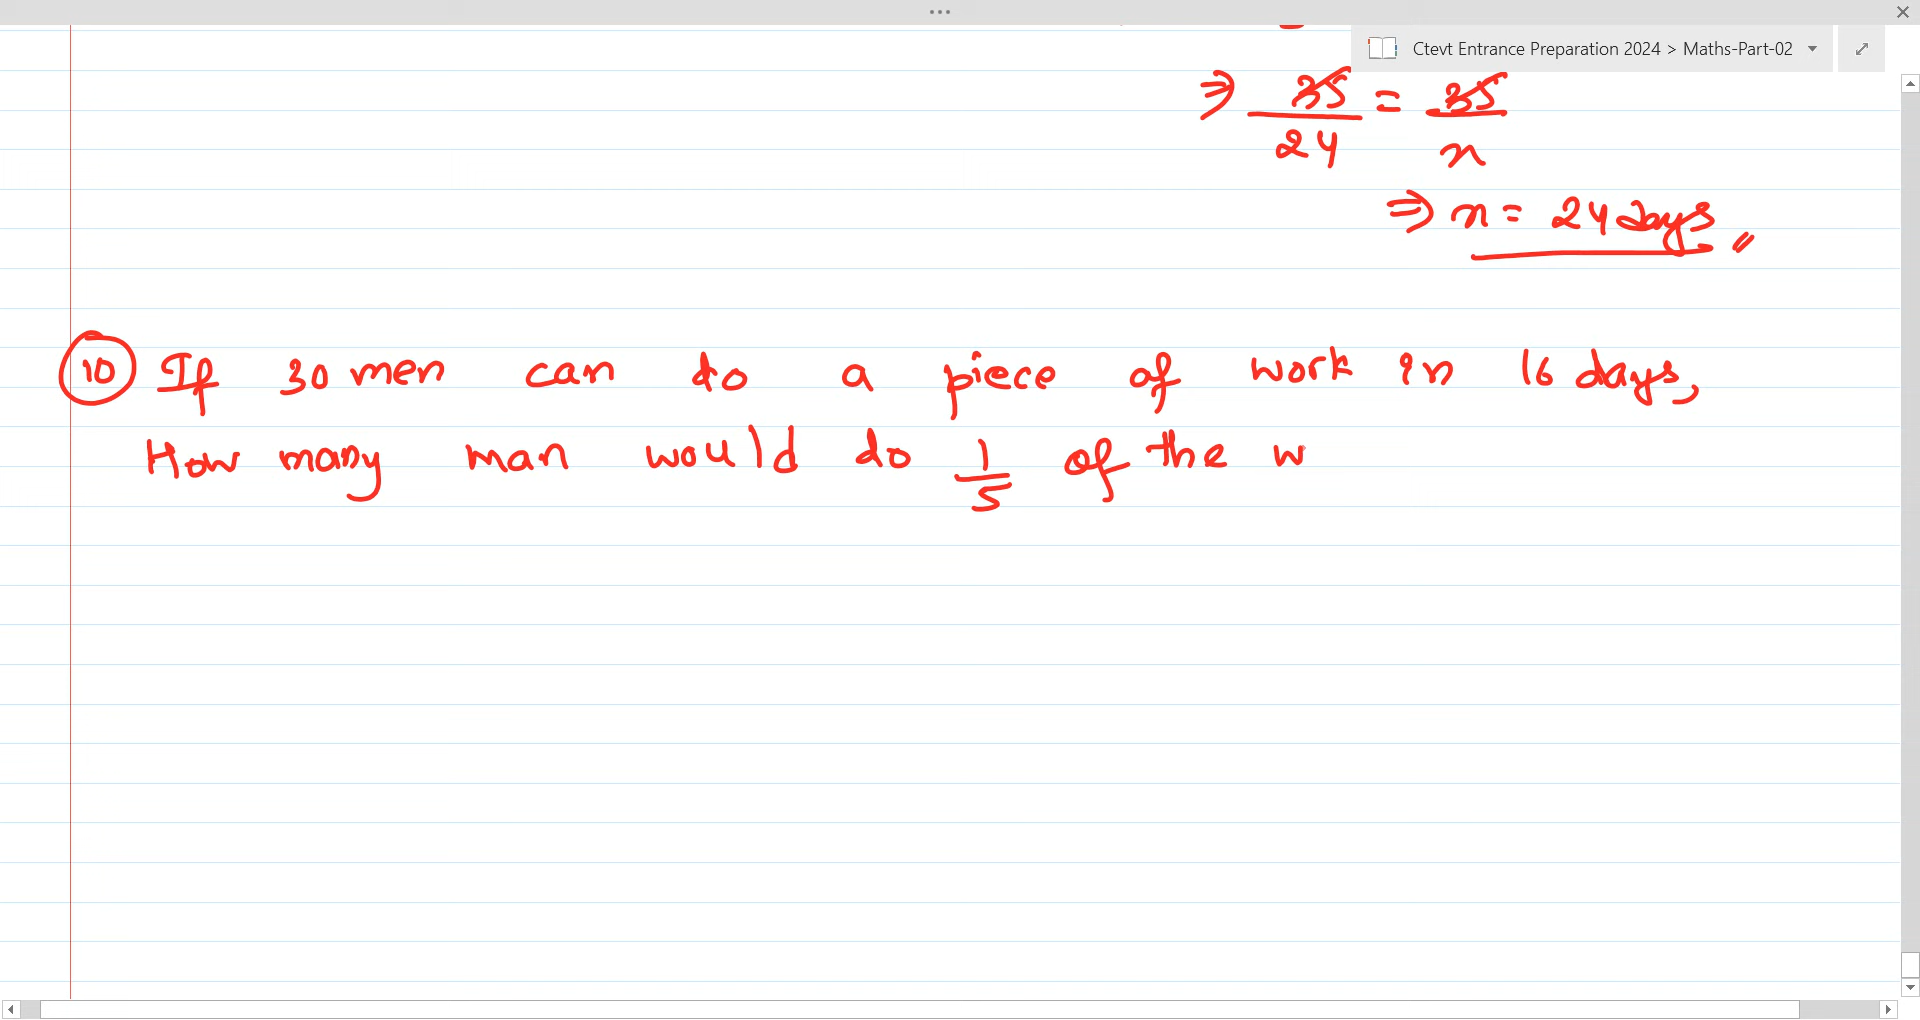 Ctevt Entrance Preparation 2024 > Maths-Part-02
⇒ 35/24 = 35/n
⇒ n = 24 days
10 If 30 men can do a piece of work in 16 days,
How many man would do 1/5 of the w